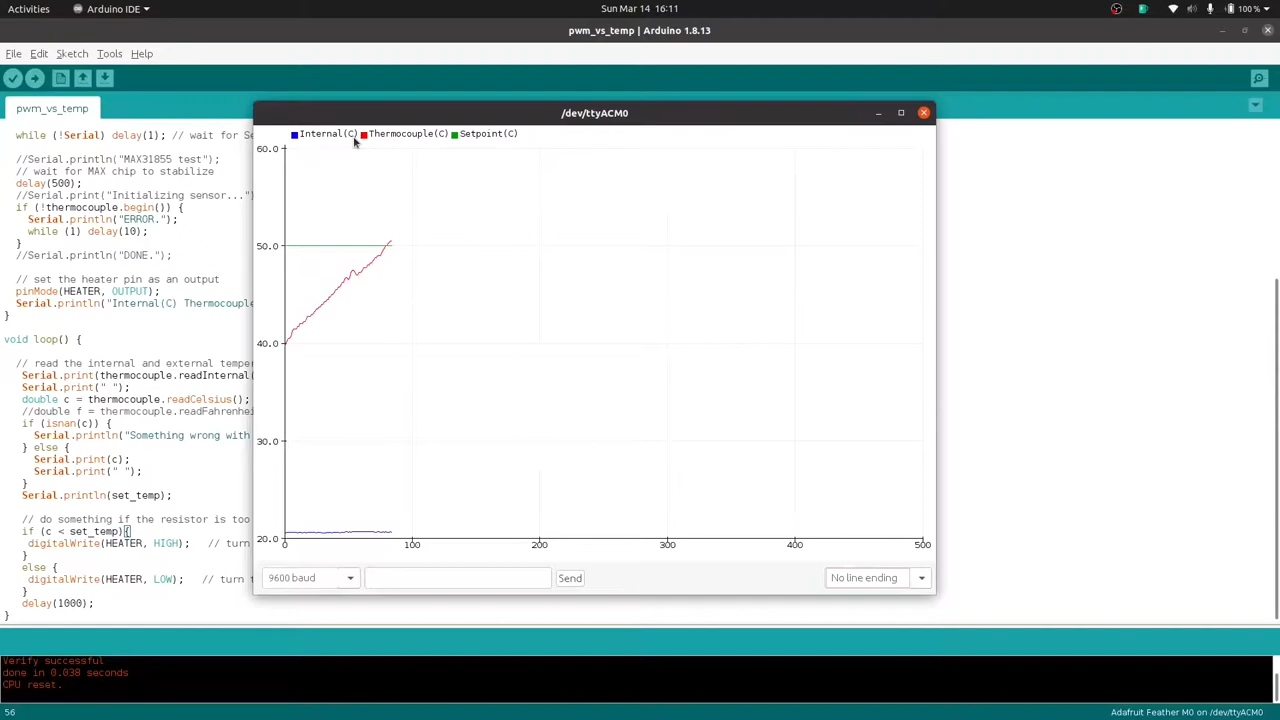 Activities Arduino IDE Sun Mar 14 16:11 100 %
pwm_vs_temp | Arduino 1.8.13
File Edit Sketch Tools Help
pwm_vs_temp
/dev/ttyACM0
while (!Serial) delay(1); // wait for Se
//Serial.println("MAX31855 test");
// wait for MAX chip to stabilize
delay(500);
//Serial.print("Initializing sensor...")
if (!thermocouple.begin()) {
Serial.println("ERROR.");
while (1) delay(10);
}
//Serial.println("DONE.");
// set the heater pin as an output
pinMode(HEATER, OUTPUT);
Serial.println("Internal(C) Thermocouple
}
void loop() {
// read the internal and external temper
Serial.print(thermocouple.readInternal(
Serial.print(" ");
double c = thermocouple.readCelsius();
//double f = thermocouple.readFahrenhei
if (isnan(c)) {
Serial.println("Something wrong with
} else {
Serial.print(c);
Serial.print(" ");
}
Serial.println(set_temp);
// do something if the resistor is too
if (c < set_temp){
digitalWrite(HEATER, HIGH); // turn
}
else {
digitalWrite(HEATER, LOW); // turn t
}
delay(1000);
}
Internal(C) Thermocouple(C) Setpoint(C)
60.0
50.0
40.0
30.0
20.0
0 100 200 300 400 500
9600 baud Send No line ending
Verify successful
done in 0.038 seconds
CPU reset.
56 Adafruit Feather M0 on /dev/ttyACM0